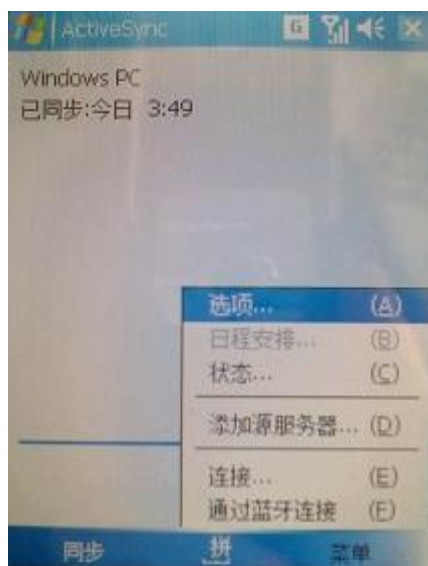 ActiveSync
G
Windows PC
已同步:今日 3:49
选项... (A)
日程安排... (B)
状态... (C)
添加源服务器... (D)
连接... (E)
通过蓝牙连接 (F)
同步 拼 菜单